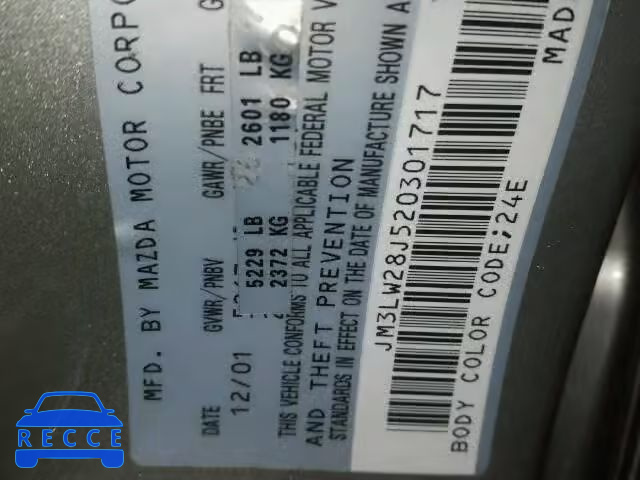 MFD. BY MAZDA MOTOR CORPO
DATE GVWR/PNBV GAWR/PNBE FRT G
12/01
5229 LB 2601 LB
2372 KG 1180 KG
THIS VEHICLE CONFORMS TO ALL APPLICABLE FEDERAL MOTOR V
AND THEFT PREVENTION
STANDARDS IN EFFECT ON THE DATE OF MANUFACTURE SHOWN A
JM3LW28J520301717
MAD
BODY COLOR CODE;24E
RECCE